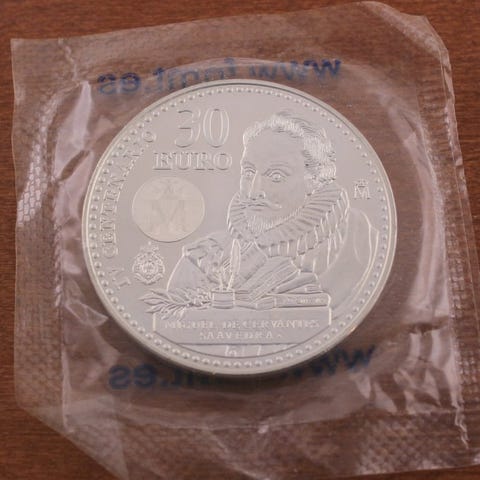 www.fnmt.es
30
EURO
IV CENTENARIO
M
MIGUEL DE CERVANTES
SAAVEDRA
www.fnmt.es